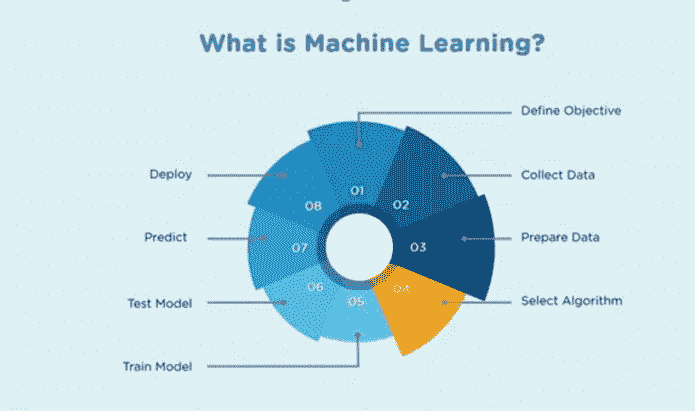 What is Machine Learning?
Define Objective
Collect Data
Prepare Data
Select Algorithm
Train Model
Test Model
Predict
Deploy
01
02
03
04
05
06
07
08